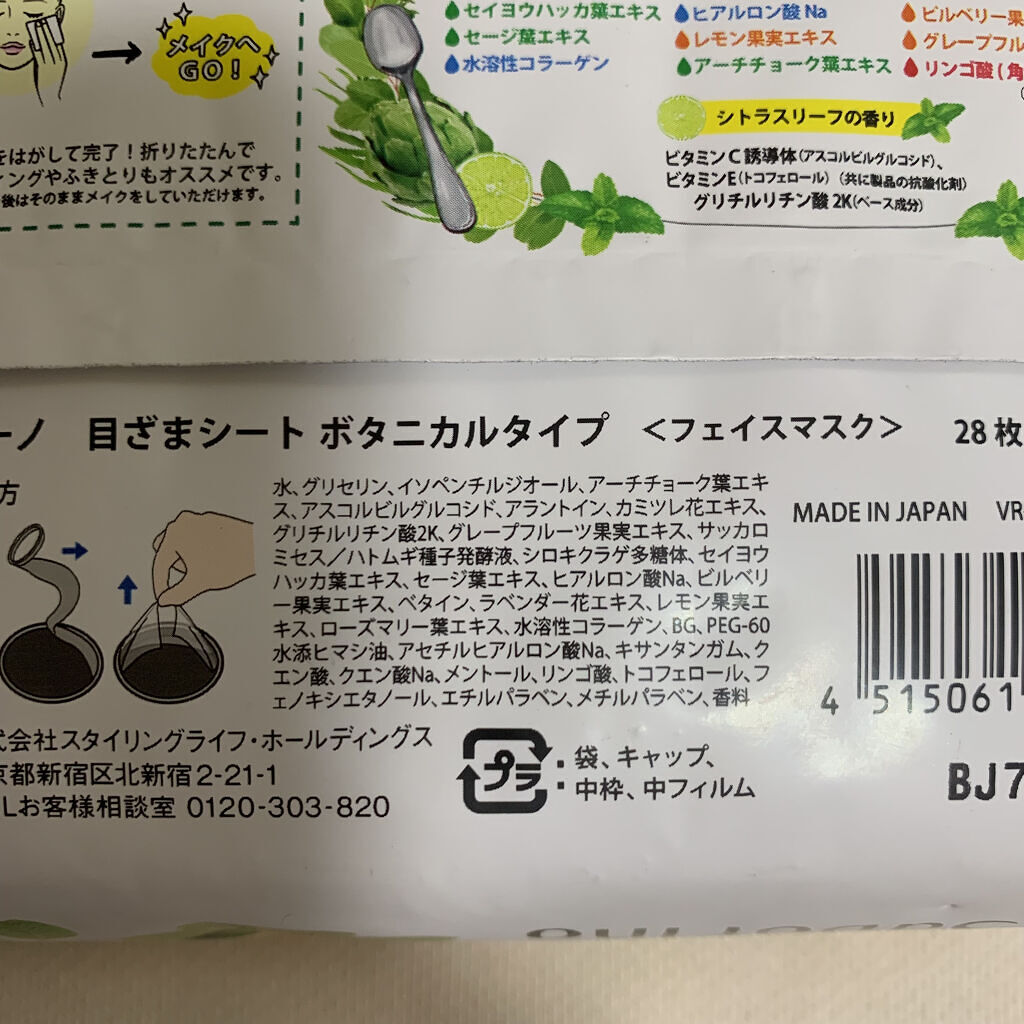 セイヨウハッカ葉エキス
ヒアルロン酸Na
ビルベリー果
セージ葉エキス
レモン果実エキス
グレープフル
水溶性コラーゲン
アーチチョーク葉エキス
リンゴ酸(角
メイクへ
GO!
シトラスリーフの香り
をはがして完了!折りたたんで
ィングやふきとりもオススメです。
後はそのままメイクをしていただけます。
ビタミンC誘導体(アスコルビルグルコシド)、
ビタミンE(トコフェロール)(共に製品の抗酸化剤)
グリチルリチン酸2K(ベース成分)
ーノ 目ざまシート ボタニカルタイプ <フェイスマスク> 28枚
方
水、グリセリン、イソペンチルジオール、アーチチョーク葉エキ
ス、アスコルビルグルコシド、アラントイン、カミツレ花エキス、
グリチルリチン酸2K、グレープフルーツ果実エキス、サッカロ
ミセス/ハトムギ種子発酵液、シロキクラゲ多糖体、セイヨウ
ハッカ葉エキス、セージ葉エキス、ヒアルロン酸Na、ビルベリ
ー果実エキス、ベタイン、ラベンダー花エキス、レモン果実エ
キス、ローズマリー葉エキス、水溶性コラーゲン、BG、PEG-60
水添ヒマシ油、アセチルヒアルロン酸Na、キサンタンガム、ク
エン酸、クエン酸Na、メントール、リンゴ酸、トコフェロール、フ
ェノキシエタノール、エチルパラベン、メチルパラベン、香料
MADE IN JAPAN VR
4 515061
式会社スタイリングライフ・ホールディングス
京都新宿区北新宿2-21-1
Lお客様相談室 0120-303-820
プラ
: 袋、キャップ、
中枠、中フィルム
BJ7